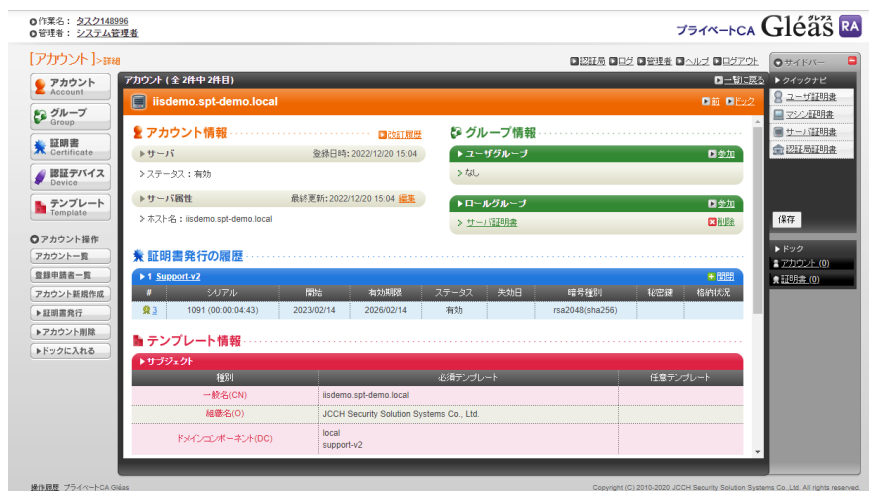 作業名： タスク148996
管理者： システム管理者
プライベートCA Gléas グレアス RA
[アカウント]>詳細
認証局 ログ 管理者 ヘルプ ログアウト
アカウント
Account
グループ
Group
証明書
Certificate
認証デバイス
Device
テンプレート
Template
アカウント操作
アカウント一覧
登録申請者一覧
アカウント新規作成
▶証明書発行
▶アカウント削除
▶ドックに入れる
アカウント ( 全 2件中 2件目)
一覧に戻る
iisdemo.spt-demo.local
前 ドック
アカウント情報
改訂履歴
▶サーバ 登録日時：2022/12/20 15:04
>ステータス：有効
▶サーバ属性 最終更新：2022/12/20 15:04 編集
>ホスト名：iisdemo.spt-demo.local
グループ情報
▶ユーザグループ 参加
>なし
▶ロールグループ 参加
>サーバ証明書 削除
証明書発行の履歴
▶1 Support-v2 開閉
# シリアル 開始 有効期限 ステータス 失効日 暗号種別 秘密鍵 格納状況
3 1091 (00:00:04:43) 2023/02/14 2026/02/14 有効 rsa2048(sha256)
テンプレート情報
▶サブジェクト
種別 必須テンプレート 任意テンプレート
一般名(CN) iisdemo.spt-demo.local
組織名(O) JCCH Security Solution Systems Co., Ltd.
ドメインコンポーネント(DC) local
support-v2
サイドバー
▶クイックナビ
ユーザ証明書
マシン証明書
サーバ証明書
認証局証明書
保存
▶ドック
アカウント (0)
証明書 (0)
操作履歴 プライベートCA Gléas
Copyright (C) 2010-2020 JCCH Security Solution Systems Co.,Ltd. All rights reserved.